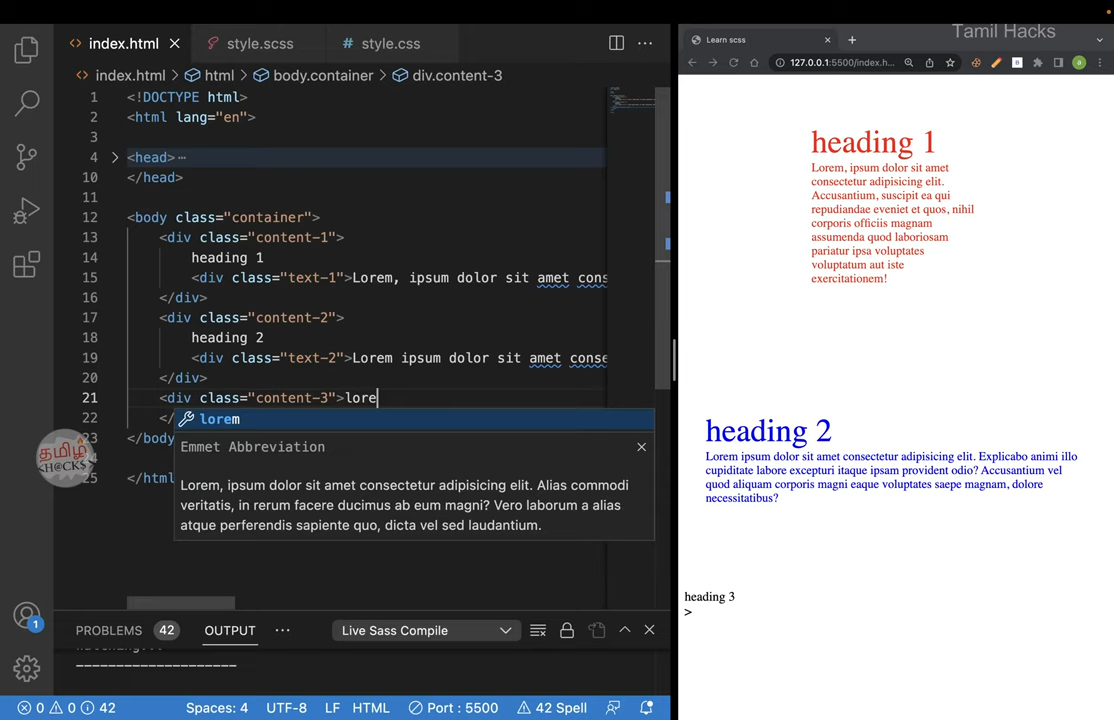 index.html
style.scss
# style.css
index.html > html > body.container > div.content-3
1 <!DOCTYPE html>
2 <html lang="en">
3
4 > <head>⋯
10 </head>
11
12 <body class="container">
13 <div class="content-1">
14 heading 1
15 <div class="text-1">Lorem, ipsum dolor sit amet cons
16 </div>
17 <div class="content-2">
18 heading 2
19 <div class="text-2">Lorem ipsum dolor sit amet conse
20 </div>
21 <div class="content-3">lore
22 </
lorem
23 </body
Emmet Abbreviation
25 </html
Lorem, ipsum dolor sit amet consectetur adipisicing elit. Alias commodi
veritatis, in rerum facere ducimus ab eum magni? Vero laborum a alias
atque perferendis sapiente quo, dicta vel sed laudantium.
தமிழ்
H@CKS
1
PROBLEMS 42 OUTPUT ⋯ Live Sass Compile
--------------------
0 0 42 Spaces: 4 UTF-8 LF HTML Port : 5500 42 Spell
Tamil Hacks
Learn scss
127.0.0.1:5500/index.h...
heading 1
Lorem, ipsum dolor sit amet
consectetur adipisicing elit.
Accusantium, suscipit ea qui
repudiandae eveniet et quos, nihil
corporis officiis magnam
assumenda quod laboriosam
pariatur ipsa voluptates
voluptatum aut iste
exercitationem!
heading 2
Lorem ipsum dolor sit amet consectetur adipisicing elit. Explicabo animi illo
cupiditate labore excepturi itaque ipsam provident odio? Accusantium vel
quod aliquam corporis magni eaque voluptates saepe magnam, dolore
necessitatibus?
heading 3
>